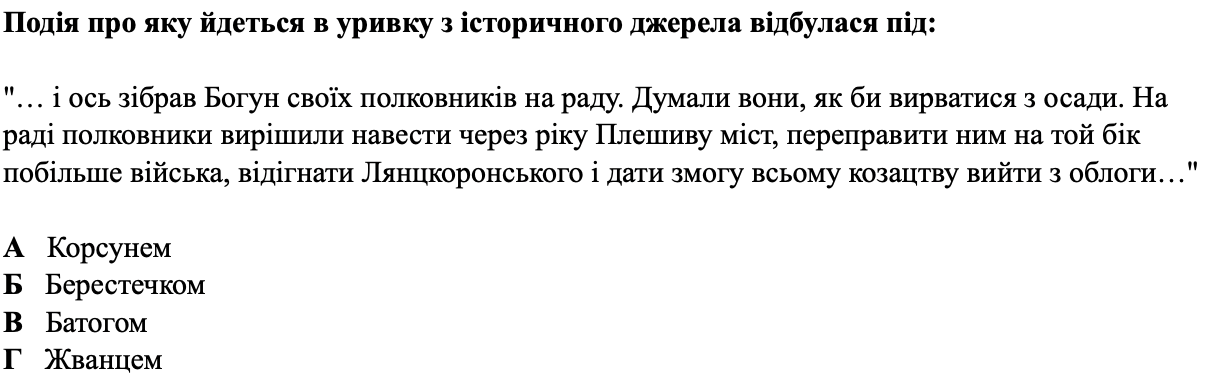 Подія про яку йдеться в уривку з історичного джерела відбулася під:
"… і ось зібрав Богун своїх полковників на раду. Думали вони, як би вирватися з осади. На
раді полковники вирішили навести через ріку Плешиву міст, переправити ним на той бік
побільше війська, відігнати Лянцкоронського і дати змогу всьому козацтву вийти з облоги…"
А Корсунем
Б Берестечком
В Батогом
Г Жванцем